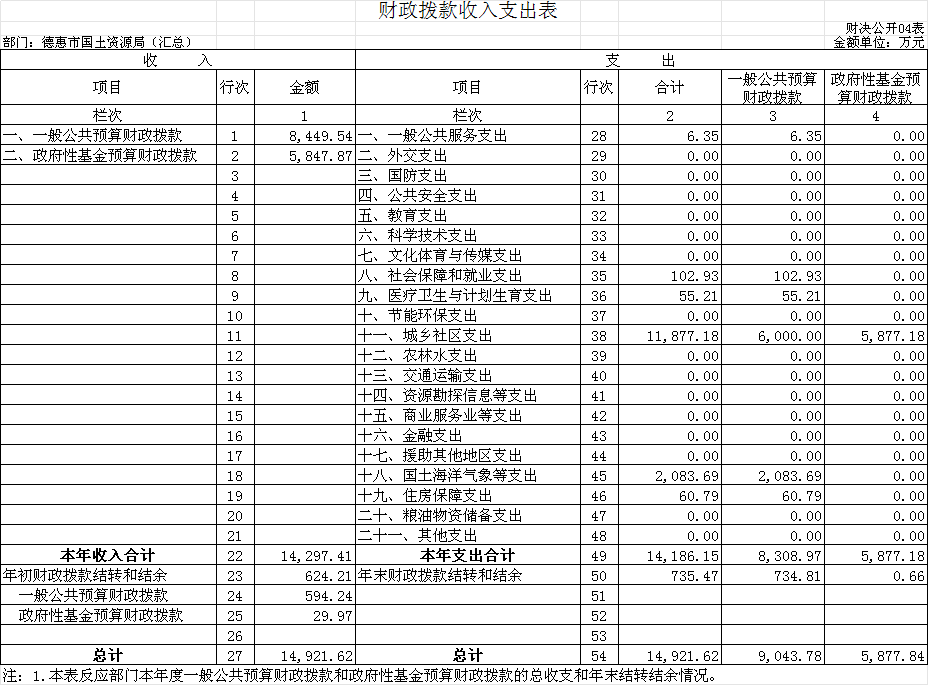 财政拨款收入支出表
财决公开04表
部门：德惠市国土资源局（汇总） 金额单位：万元
收 入 支 出
项目 行次 金额 项目 行次 合计 一般公共预算财政拨款 政府性基金预算财政拨款
栏次 1 栏次 2 3 4
一、一般公共预算财政拨款 1 8,449.54 一、一般公共服务支出 28 6.35 6.35 0.00
二、政府性基金预算财政拨款 2 5,847.87 二、外交支出 29 0.00 0.00 0.00
3 三、国防支出 30 0.00 0.00 0.00
4 四、公共安全支出 31 0.00 0.00 0.00
5 五、教育支出 32 0.00 0.00 0.00
6 六、科学技术支出 33 0.00 0.00 0.00
7 七、文化体育与传媒支出 34 0.00 0.00 0.00
8 八、社会保障和就业支出 35 102.93 102.93 0.00
9 九、医疗卫生与计划生育支出 36 55.21 55.21 0.00
10 十、节能环保支出 37 0.00 0.00 0.00
11 十一、城乡社区支出 38 11,877.18 6,000.00 5,877.18
12 十二、农林水支出 39 0.00 0.00 0.00
13 十三、交通运输支出 40 0.00 0.00 0.00
14 十四、资源勘探信息等支出 41 0.00 0.00 0.00
15 十五、商业服务业等支出 42 0.00 0.00 0.00
16 十六、金融支出 43 0.00 0.00 0.00
17 十七、援助其他地区支出 44 0.00 0.00 0.00
18 十八、国土海洋气象等支出 45 2,083.69 2,083.69 0.00
19 十九、住房保障支出 46 60.79 60.79 0.00
20 二十、粮油物资储备支出 47 0.00 0.00 0.00
21 二十一、其他支出 48 0.00 0.00 0.00
本年收入合计 22 14,297.41 本年支出合计 49 14,186.15 8,308.97 5,877.18
年初财政拨款结转和结余 23 624.21 年末财政拨款结转和结余 50 735.47 734.81 0.66
一般公共预算财政拨款 24 594.24 51
政府性基金预算财政拨款 25 29.97 52
26 53
总计 27 14,921.62 总计 54 14,921.62 9,043.78 5,877.84
注：1.本表反应部门本年度一般公共预算财政拨款和政府性基金预算财政拨款的总收支和年末结转结余情况。